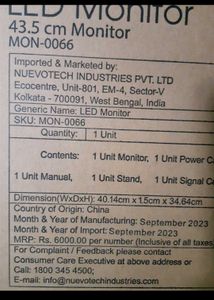 LED Monitor
43.5 cm Monitor
MON-0066
Imported & Marketed by:
NUEVOTECH INDUSTRIES PVT. LTD
Ecocentre, Unit-801, EM-4, Sector-V
Kolkata - 700091, West Bengal, India
Generic Name: LED Monitor
SKU: MON-0066
Quantity: 1 Unit
Contents: 1 Unit Monitor, 1 Unit Power C
1 Unit Manual, 1 Unit Stand, 1 Unit Signal Ca
Dimension(WxDxH): 40.14cm x 1.5cm x 34.64cm
Country of Origin: China
Month & Year of Manufacturing: September 2023
Month & Year of Import: September 2023
MRP: Rs. 6000.00 per number (Inclusive of all taxes)
For Complaint / Feedback please contact
Consumer Care Executive at above address or
Call: 1800 345 4500;
E-mail: info@nuevotechindustries.com